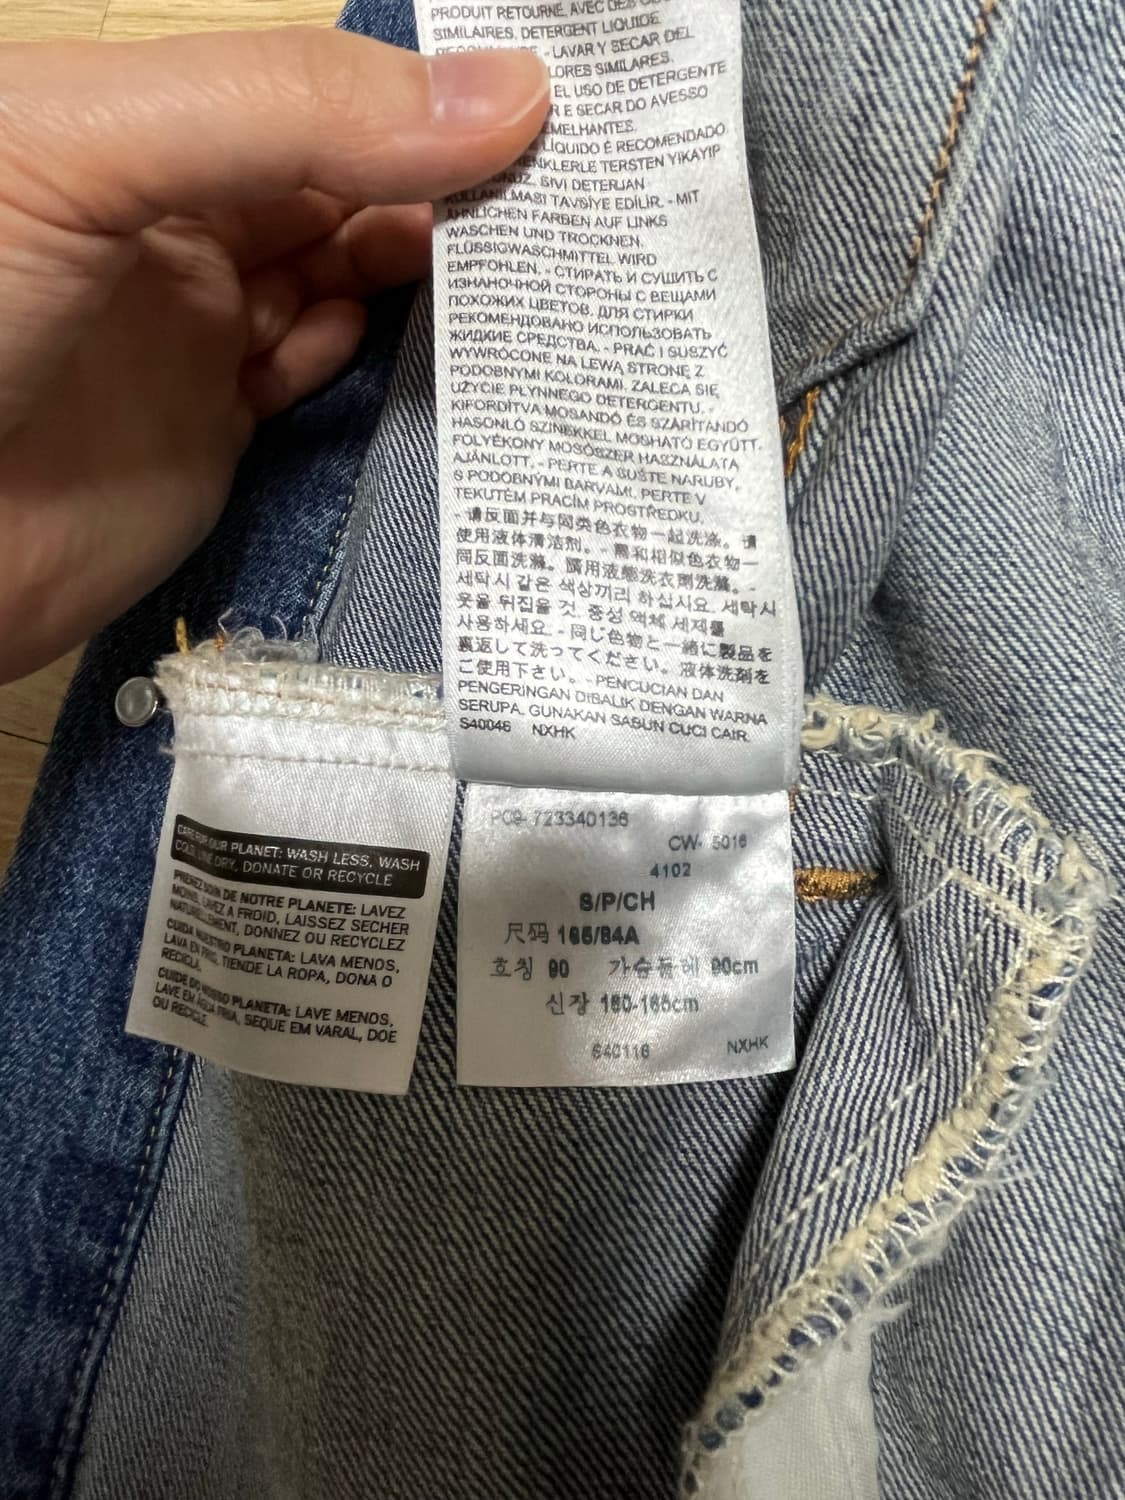 PRODUIT RETOURNE AVEC DES
SIMILAIRES. DETERGENT LIQUIDE
- LAVAR Y SECAR DEL
LORES SIMILARES.
EL USO DE DETERGENTE
R E SECAR DO AVESSO
EMELHANTES.
LÍQUIDO É RECOMENDADO.
ENKLERLE TERSTEN YIKAYIP
UZ. SIVI DETERJAN
KULLANILMASI TAVSİYE EDİLİR. - MIT
ÄHNLICHEN FARBEN AUF LINKS
WASCHEN UND TROCKNEN.
FLÜSSIGWASCHMITTEL WIRD
EMPFOHLEN. - СТИРАТЬ И СУШИТЬ С
ИЗНАНОЧНОЙ СТОРОНЫ С ВЕЩАМИ
ПОХОЖИХ ЦВЕТОВ. ДЛЯ СТИРКИ
РЕКОМЕНДОВАНО ИСПОЛЬЗОВАТЬ
ЖИДКИЕ СРЕДСТВА. - PRAĆ I SUSZYĆ
WYWRÓCONE NA LEWĄ STRONĘ Z
PODOBNYMI KOLORAMI. ZALECA SIĘ
UŻYCIE PŁYNNEGO DETERGENTU. -
KIFORDÍTVA MOSANDÓ ÉS SZÁRÍTANDÓ
HASONLÓ SZÍNEKKEL MOSHATÓ EGYÜTT.
FOLYÉKONY MOSÓSZER HASZNÁLATA
AJÁNLOTT. - PERTE A SUŠTE NARUBY,
S PODOBNÝMI BARVAMI. PERTE V
TEKUTÉM PRACÍM PROSTŘEDKU.
- 请反面并与同类色衣物一起洗涤。请
使用液体清洁剂。- 需和相似色衣物一
同反面洗滌。請用液態洗衣劑洗滌。-
세탁시 같은 색상끼리 하십시요. 세탁시
옷을 뒤집을 것. 중성 액체 세제를
사용하세요. - 同じ色物と一緒に製品を
裏返して洗ってください。液体洗剤を
ご使用下さい。- PENCUCIAN DAN
PENGERINGAN DIBALIK DENGAN WARNA
SERUPA. GUNAKAN SABUN CUCI CAIR.
S40046 NXHK
CARE FOR OUR PLANET: WASH LESS, WASH
COLD, LINE DRY, DONATE OR RECYCLE
PRENEZ SOIN DE NOTRE PLANETE: LAVEZ
MOINS, LAVEZ A FROID, LAISSEZ SECHER
NATURELLEMENT, DONNEZ OU RECYCLEZ
CUIDA NUESTRO PLANETA: LAVA MENOS,
LAVA EN FRIO, TIENDE LA ROPA, DONA O
RECICLA.
CUIDE DO NOSSO PLANETA: LAVE MENOS,
LAVE EM AGUA FRIA, SEQUE EM VARAL, DOE
OU RECICLE.
PC9- 723340136
CW- 5016
4102
S/P/CH
尺码 165/84A
호칭 90 가슴둘레 90cm
신장 160-165cm
S40116 NXHK